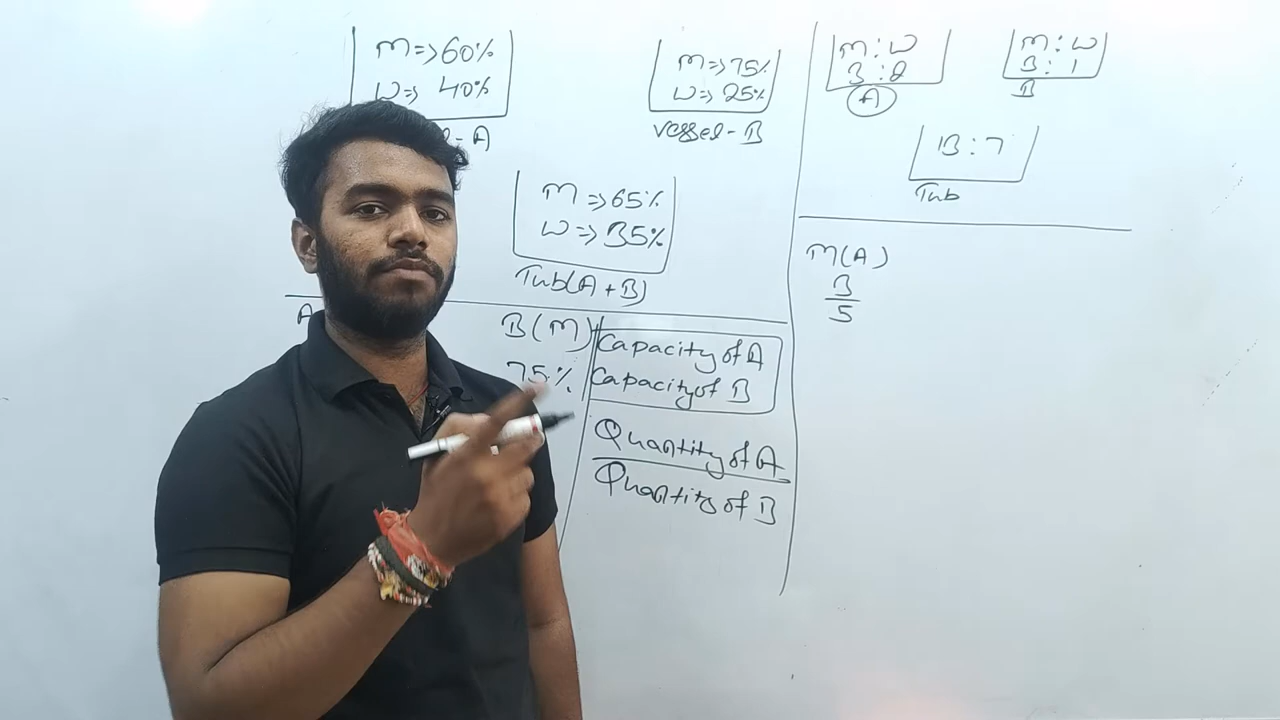 M => 60%
W => 40%
l - A
M => 75%
W => 25%
Vessel - B
M => 65%
W => 35%
Tub(A + B)
A
B(M)
75%
Capacity of A
Capacity of B
Quantity of A
Quantity of B
M : W
3 : 2
A
M : W
3 : 1
B
13 : 7
Tub
M(A)
3
5